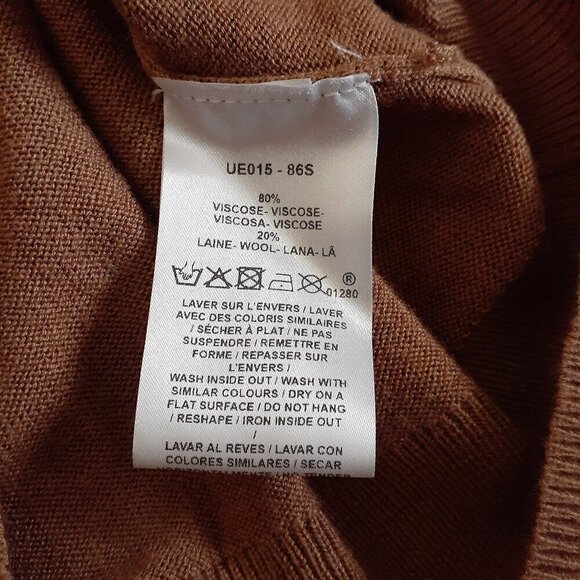 UE015 - 86S
80%
VISCOSE- VISCOSE-
VISCOSA- VISCOSE
20%
LAINE- WOOL- LANA- LÃ
®
01280
LAVER SUR L'ENVERS / LAVER
AVEC DES COLORIS SIMILAIRES
/ SÉCHER À PLAT / NE PAS
SUSPENDRE / REMETTRE EN
FORME / REPASSER SUR
L'ENVERS /
WASH INSIDE OUT / WASH WITH
SIMILAR COLOURS / DRY ON A
FLAT SURFACE / DO NOT HANG
/ RESHAPE / IRON INSIDE OUT
/
LAVAR AL REVES / LAVAR CON
COLORES SIMILARES / SECAR